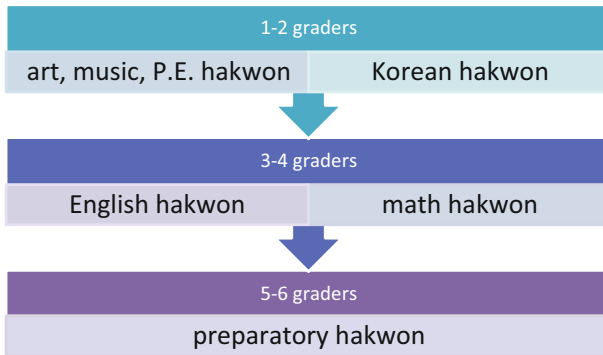 1-2 graders
art, music, P.E. hakwon Korean hakwon
3-4 graders
English hakwon math hakwon
5-6 graders
preparatory hakwon